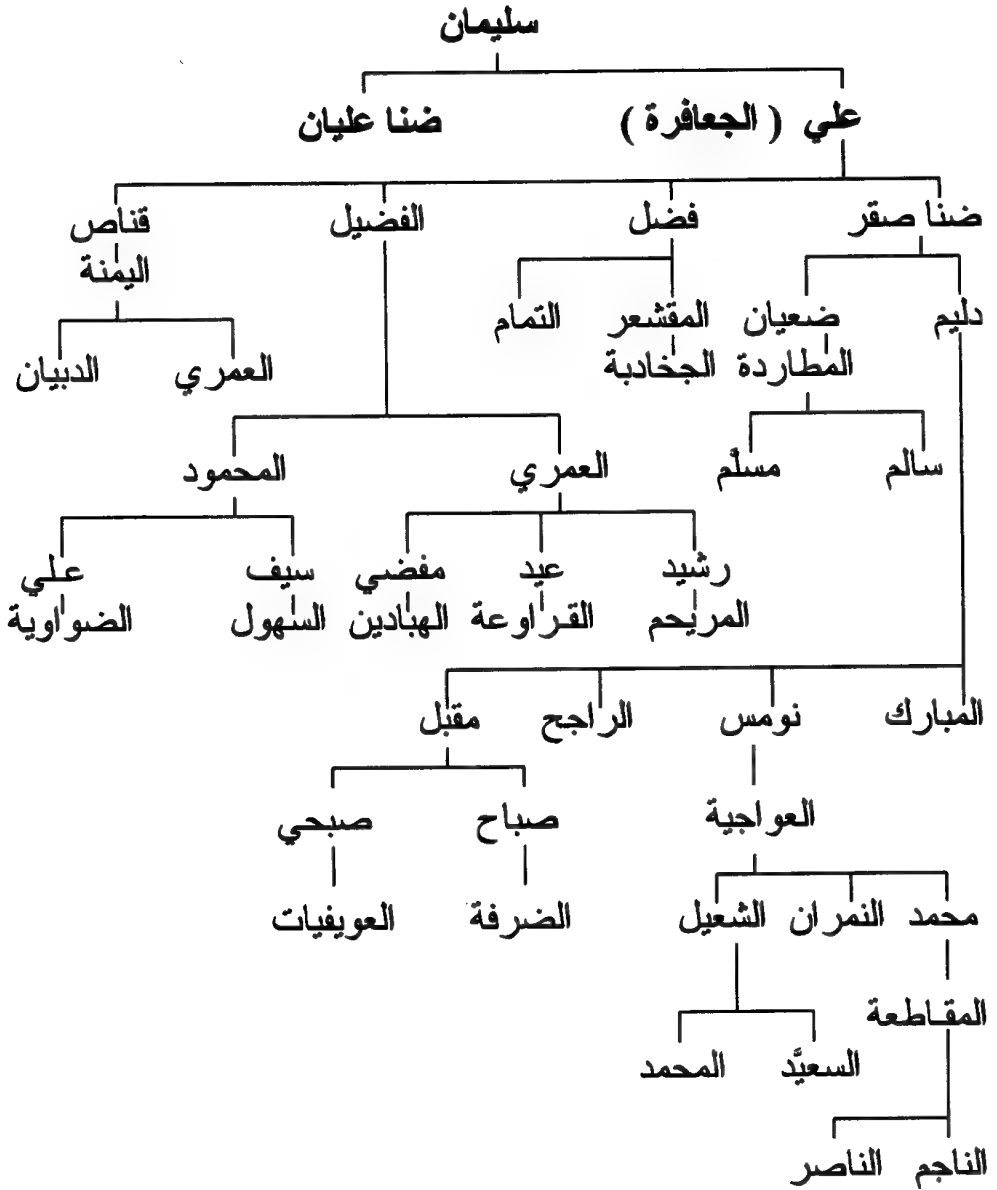 سليمان
علي ( الجعافرة ) ضنا عليان
ضنا صقر فضل الفضيل قناص
اليمنة
دليم ضعيان المقشعر التمام
المطاردة الجخادبة العمري الدبيان
سالم مسلَّم العمري المحمود
رشيد عيد مفضي سيف علي
المريحم القراوعة الهبادين السهول الضواوية
المبارك نومس الراجح مقبل
العواجية صباح صبحي
محمد النمران الشعيل الضرفة العويفيات
المقاطعة
السعيَّد المحمد
الناجم الناصر